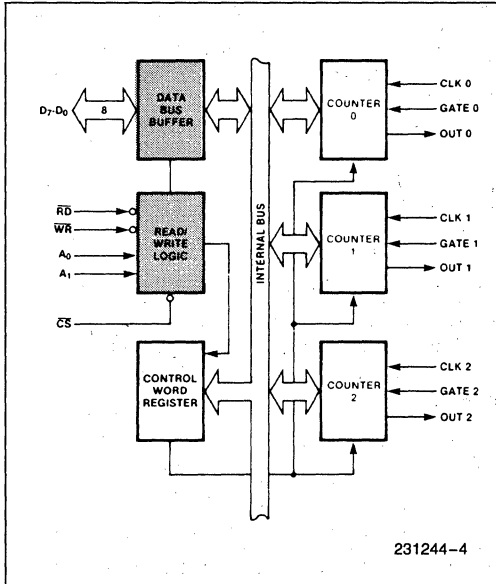 D7-D0
8
DATA
BUS
BUFFER
RD
WR
A0
A1
CS
READ/
WRITE
LOGIC
CONTROL
WORD
REGISTER
INTERNAL BUS
COUNTER
0
CLK 0
GATE 0
OUT 0
COUNTER
1
CLK 1
GATE 1
OUT 1
COUNTER
2
CLK 2
GATE 2
OUT 2
231244-4